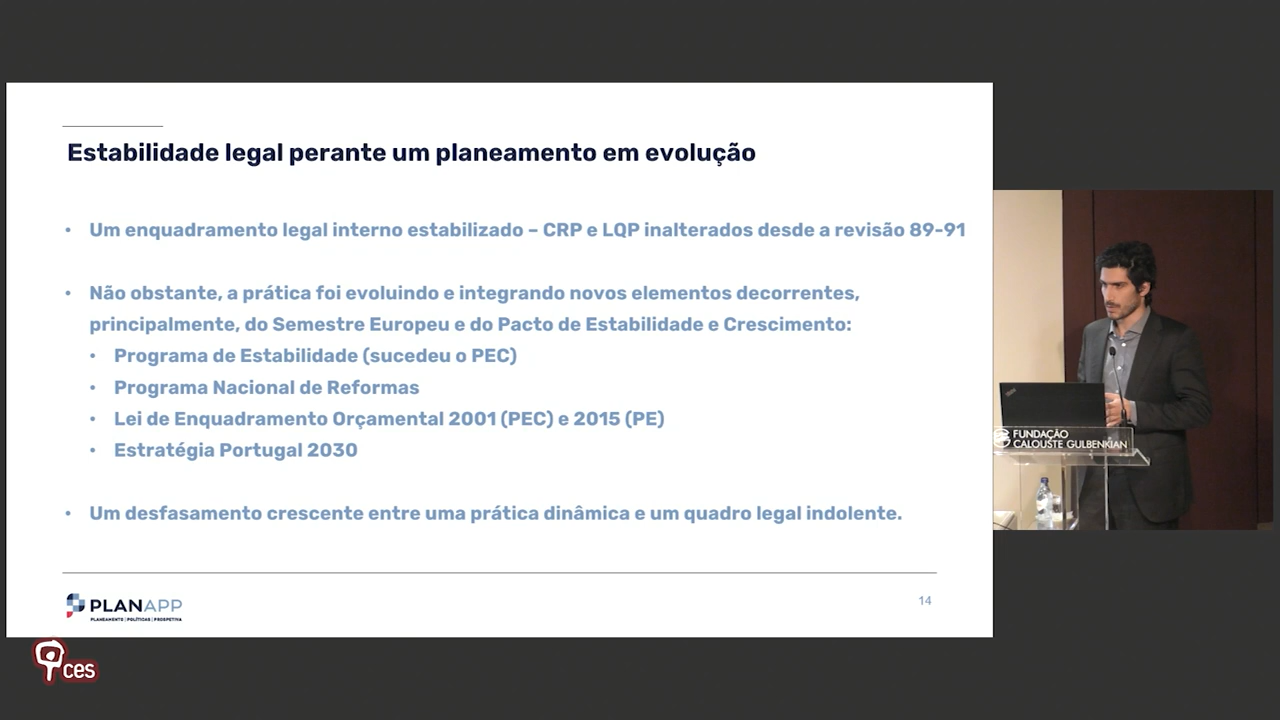 Estabilidade legal perante um planeamento em evolução
• Um enquadramento legal interno estabilizado – CRP e LQP inalterados desde a revisão 89-91
• Não obstante, a prática foi evoluindo e integrando novos elementos decorrentes,
principalmente, do Semestre Europeu e do Pacto de Estabilidade e Crescimento:
• Programa de Estabilidade (sucedeu o PEC)
• Programa Nacional de Reformas
• Lei de Enquadramento Orçamental 2001 (PEC) e 2015 (PE)
• Estratégia Portugal 2030
• Um desfasamento crescente entre uma prática dinâmica e um quadro legal indolente.
PLANAPP
PLANEAMENTO | POLÍTICAS | PROSPETIVA
14
FUNDAÇÃO
CALOUSTE GULBENKIAN
ces